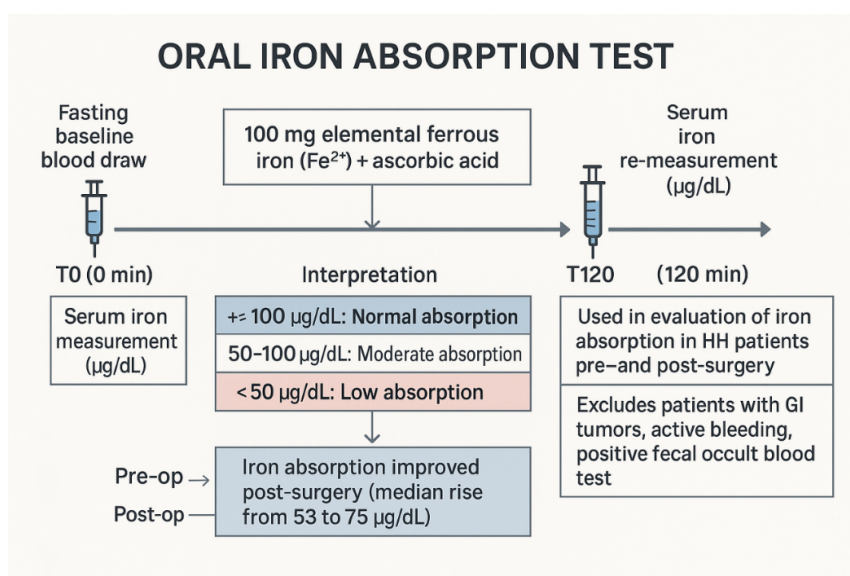 ORAL IRON ABSORPTION TEST
Fasting
baseline
blood draw
100 mg elemental ferrous
iron (Fe²⁺) + ascorbic acid
Serum
iron
re-measurement
(µg/dL)
T0 (0 min)
Interpretation
T120 (120 min)
Serum iron
measurement
(µg/dL)
+≤ 100 µg/dL: Normal absorption
50–100 µg/dL: Moderate absorption
< 50 µg/dL: Low absorption
Used in evaluation of iron
absorption in HH patients
pre–and post-surgery
Excludes patients with GI
tumors, active bleeding,
positive fecal occult blood
test
Pre-op
Post-op
Iron absorption improved
post-surgery (median rise
from 53 to 75 µg/dL)